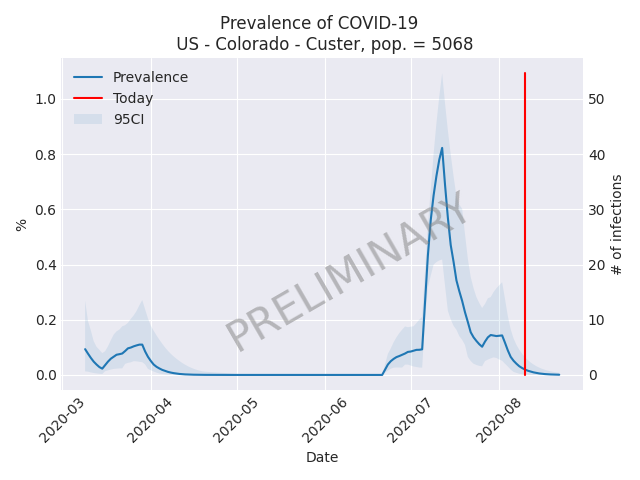 Prevalence of COVID-19
US - Colorado - Custer, pop. = 5068
Prevalence
Today
95CI
1.0
0.8
0.6
0.4
0.2
0.0
%
50
40
30
20
10
0
# of infections
PRELIMINARY
2020-03
2020-04
2020-05
2020-06
2020-07
2020-08
Date